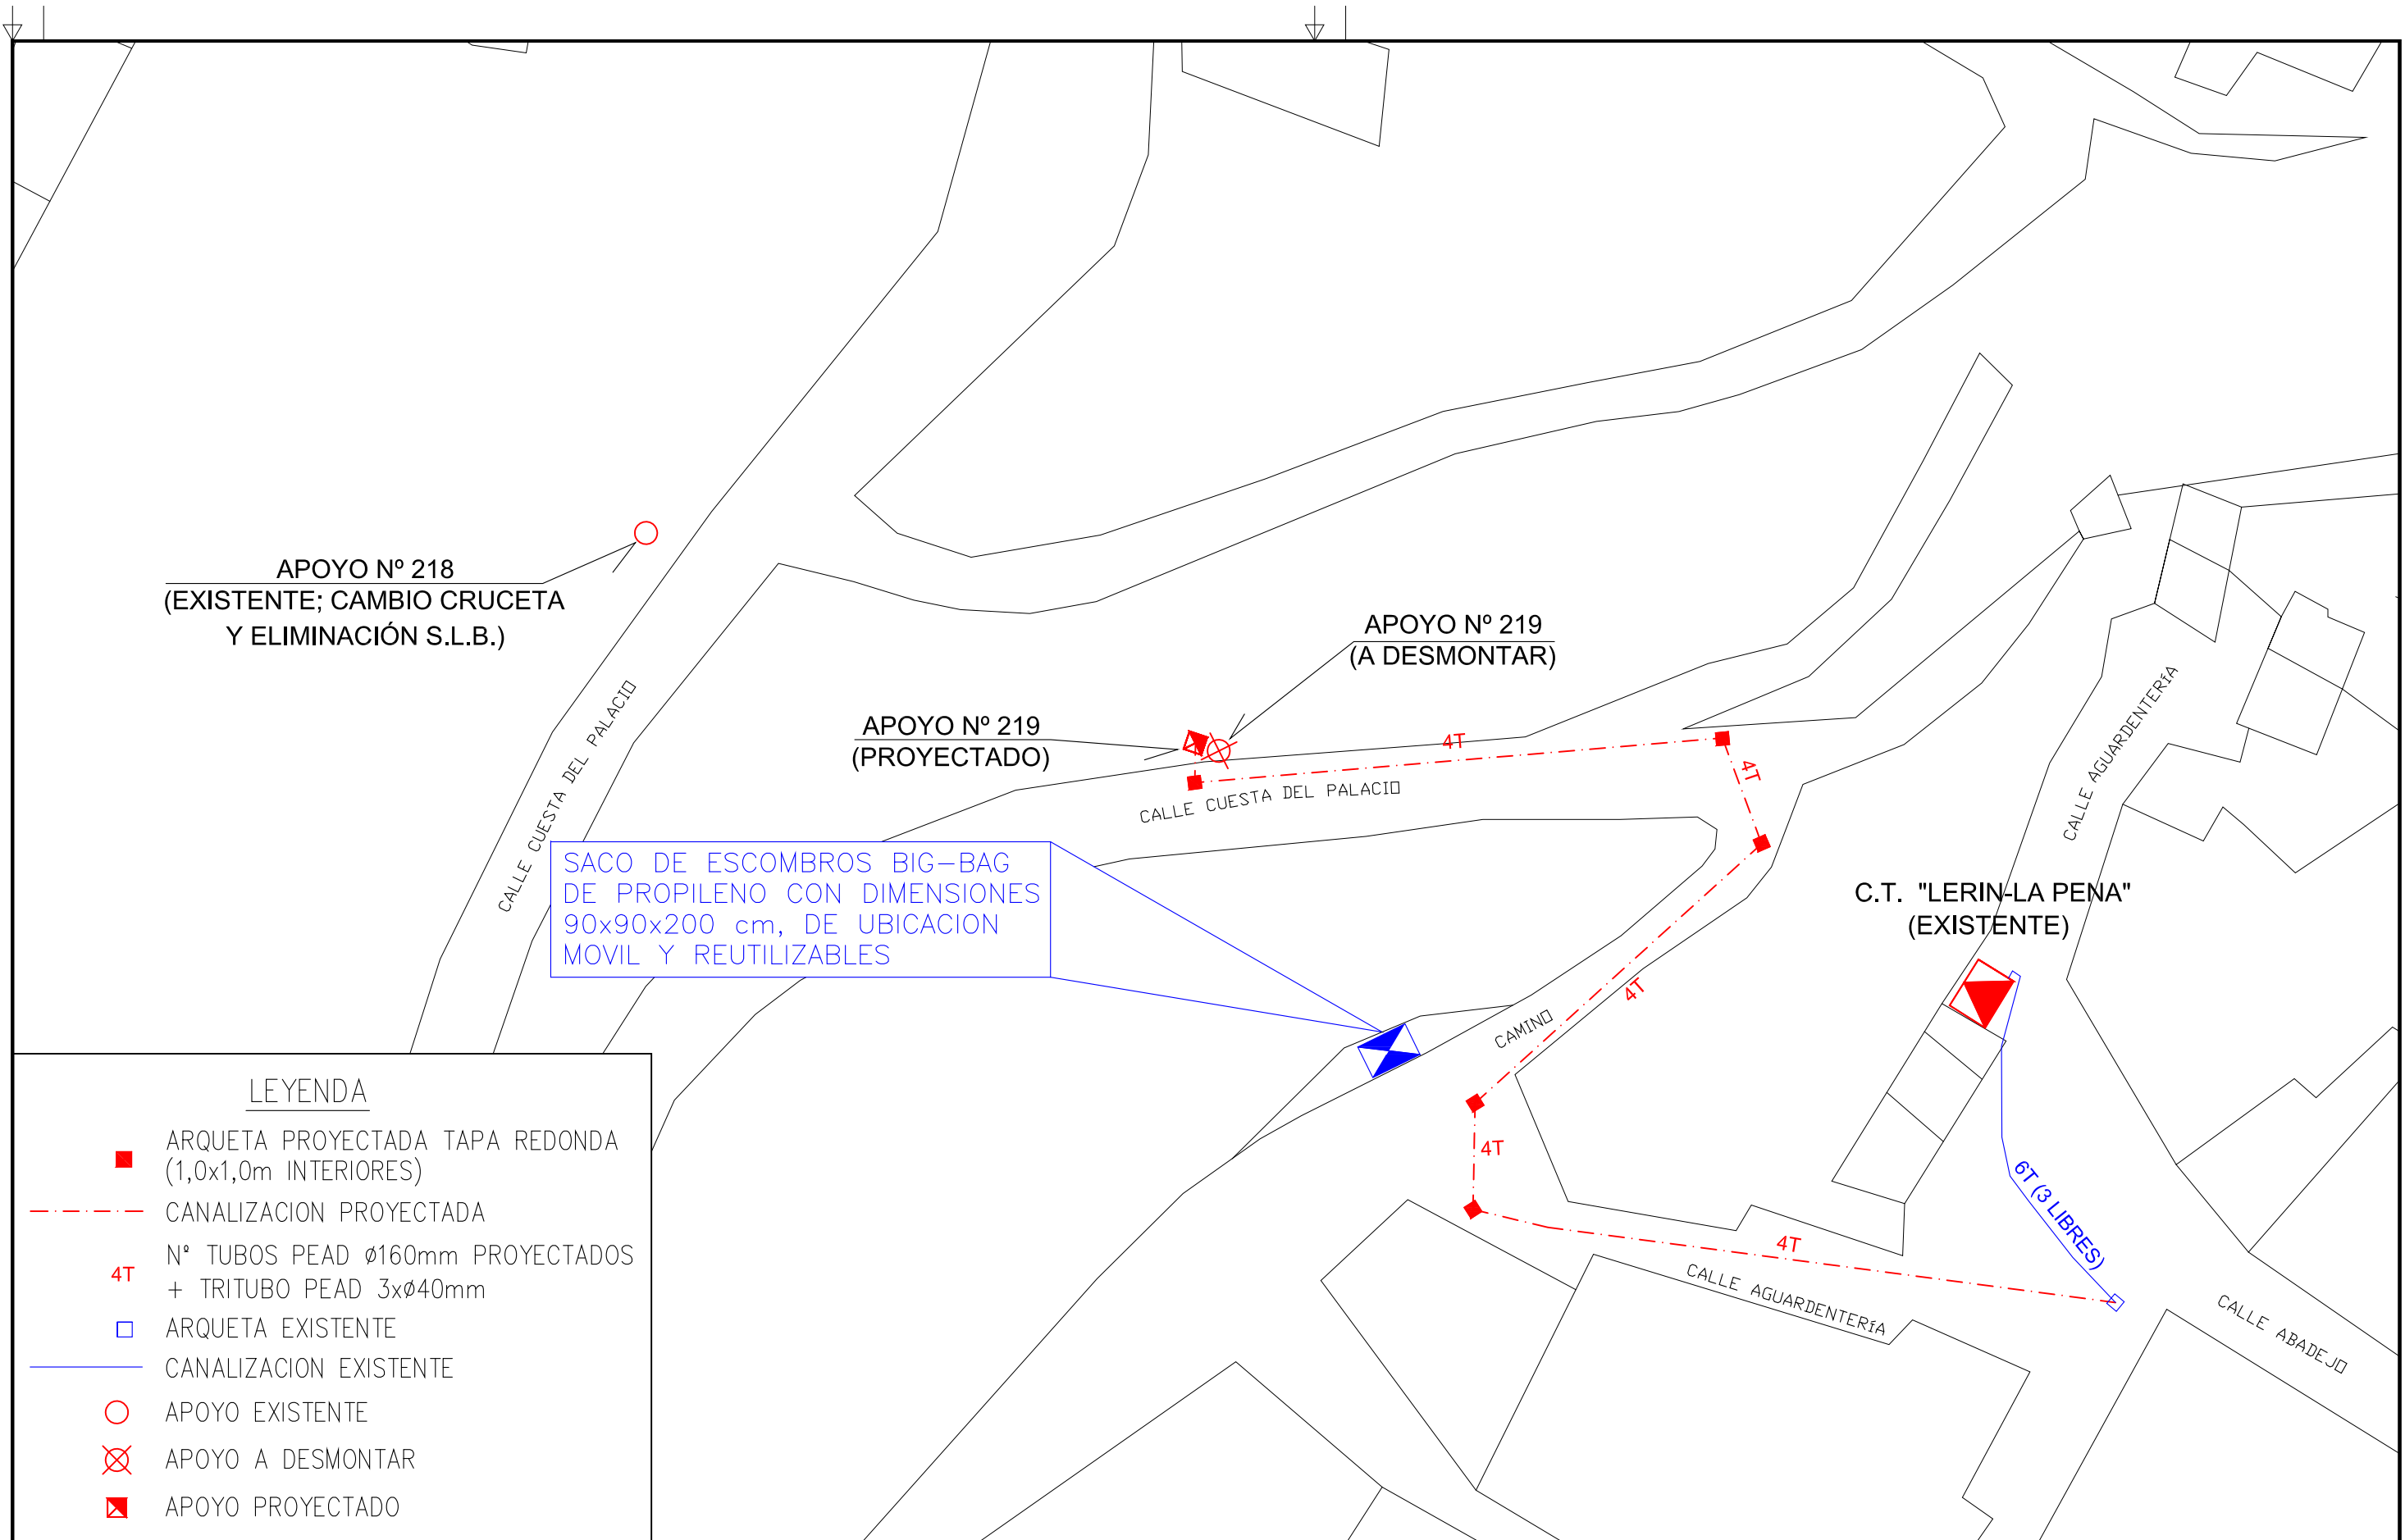 APOYO Nº 218
(EXISTENTE; CAMBIO CRUCETA
Y ELIMINACIÓN S.L.B.)
APOYO Nº 219
(A DESMONTAR)
APOYO Nº 219
(PROYECTADO)
4T
4T
CALLE CUESTA DEL PALACIO
CALLE CUESTA DEL PALACIO
CALLE AGUARDENTERÍA
SACO DE ESCOMBROS BIG-BAG
DE PROPILENO CON DIMENSIONES
90x90x200 cm, DE UBICACION
MOVIL Y REUTILIZABLES
C.T. "LERIN-LA PENA"
(EXISTENTE)
4T
CAMINO
4T
6T (3 LIBRES)
4T
CALLE AGUARDENTERÍA
CALLE ABADEJO
LEYENDA
ARQUETA PROYECTADA TAPA REDONDA
(1,0x1,0m INTERIORES)
CANALIZACION PROYECTADA
4T
Nº TUBOS PEAD ø160mm PROYECTADOS
+ TRITUBO PEAD 3xø40mm
ARQUETA EXISTENTE
CANALIZACION EXISTENTE
APOYO EXISTENTE
APOYO A DESMONTAR
APOYO PROYECTADO